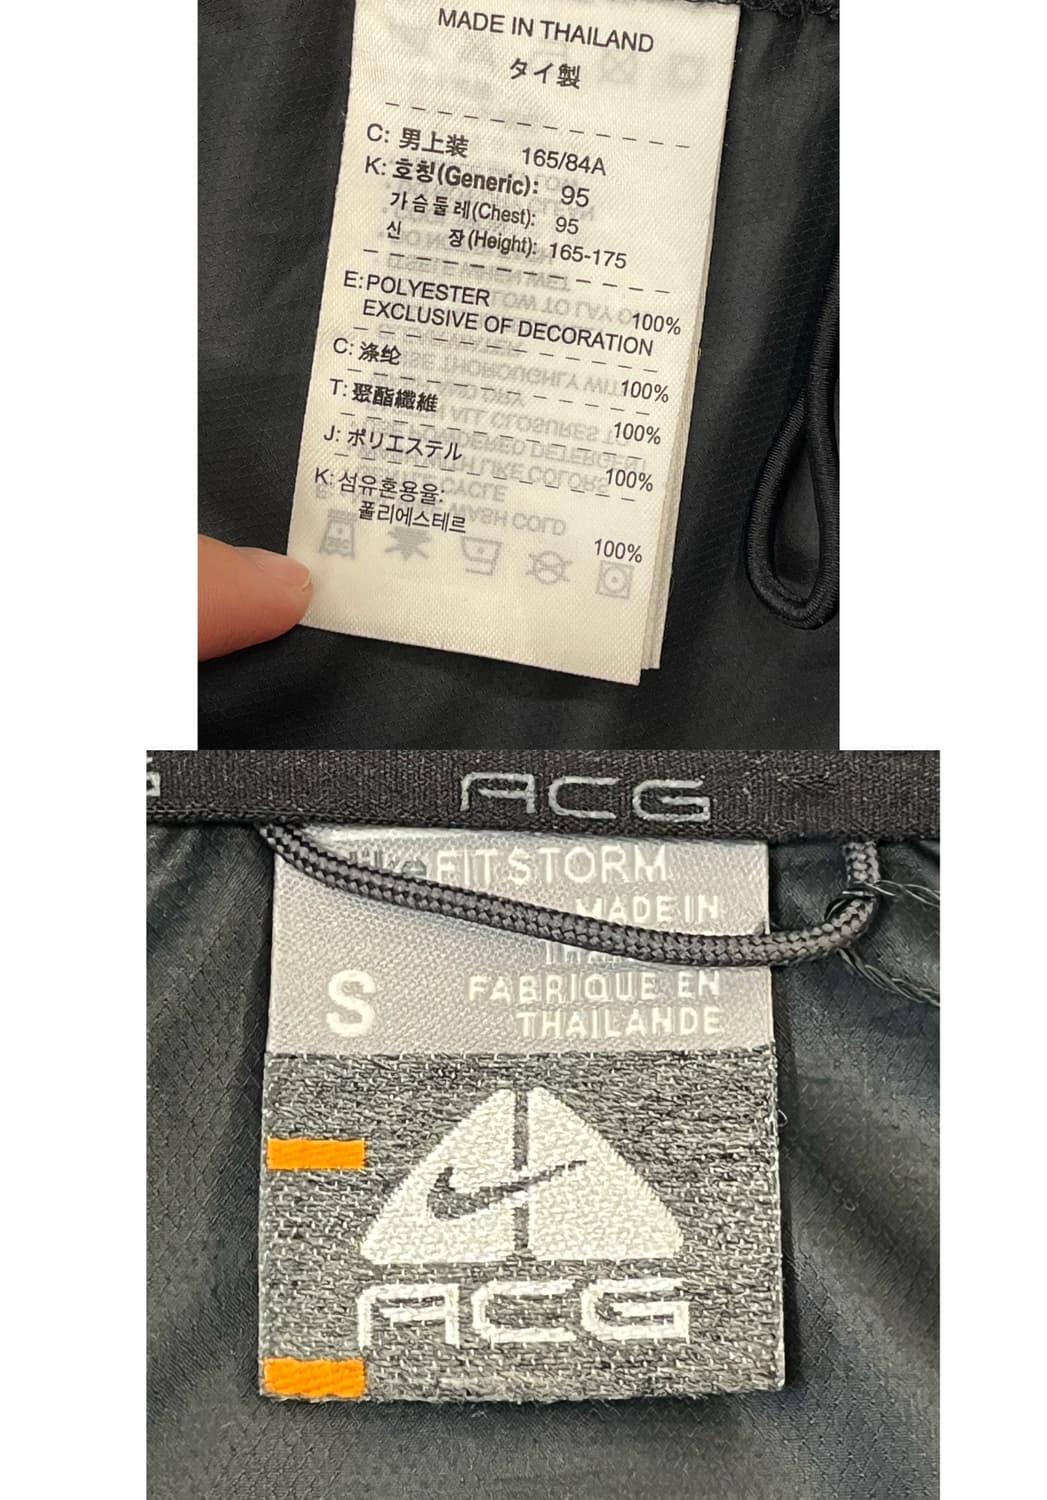 MADE IN THAILAND
タイ製
C: 男上装 165/84A
K: 호칭(Generic): 95
가슴둘레(Chest): 95
신 장(Height): 165-175
E: POLYESTER 100%
EXCLUSIVE OF DECORATION
C: 涤纶 100%
T: 聚酯纖維 100%
J: ポリエステル 100%
K: 섬유혼용율:
폴리에스테르 100%
ACG
FIT STORM
MADE IN
S
FABRIQUE EN
THAILANDE
ACG